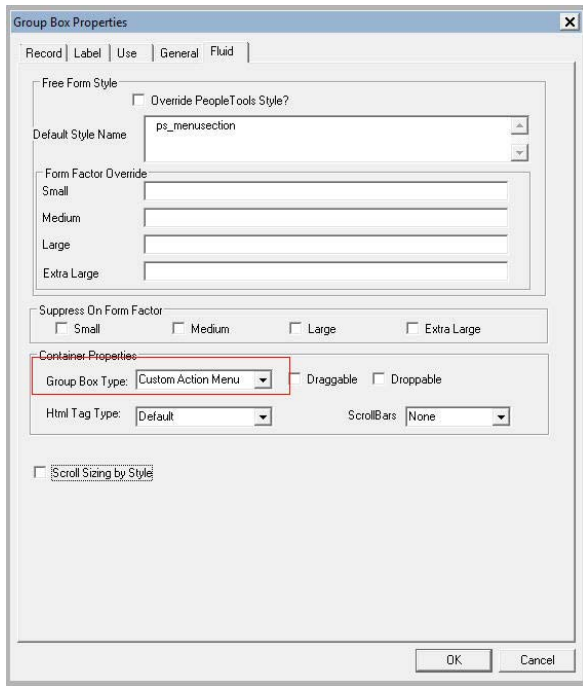 Group Box Properties
Record Label Use General Fluid
Free Form Style
Override PeopleTools Style?
Default Style Name ps_menusection
Form Factor Override
Small
Medium
Large
Extra Large
Suppress On Form Factor
Small Medium Large Extra Large
Container Properties
Group Box Type: Custom Action Menu Draggable Droppable
Html Tag Type: Default ScrollBars None
Scroll Sizing by Style
OK Cancel